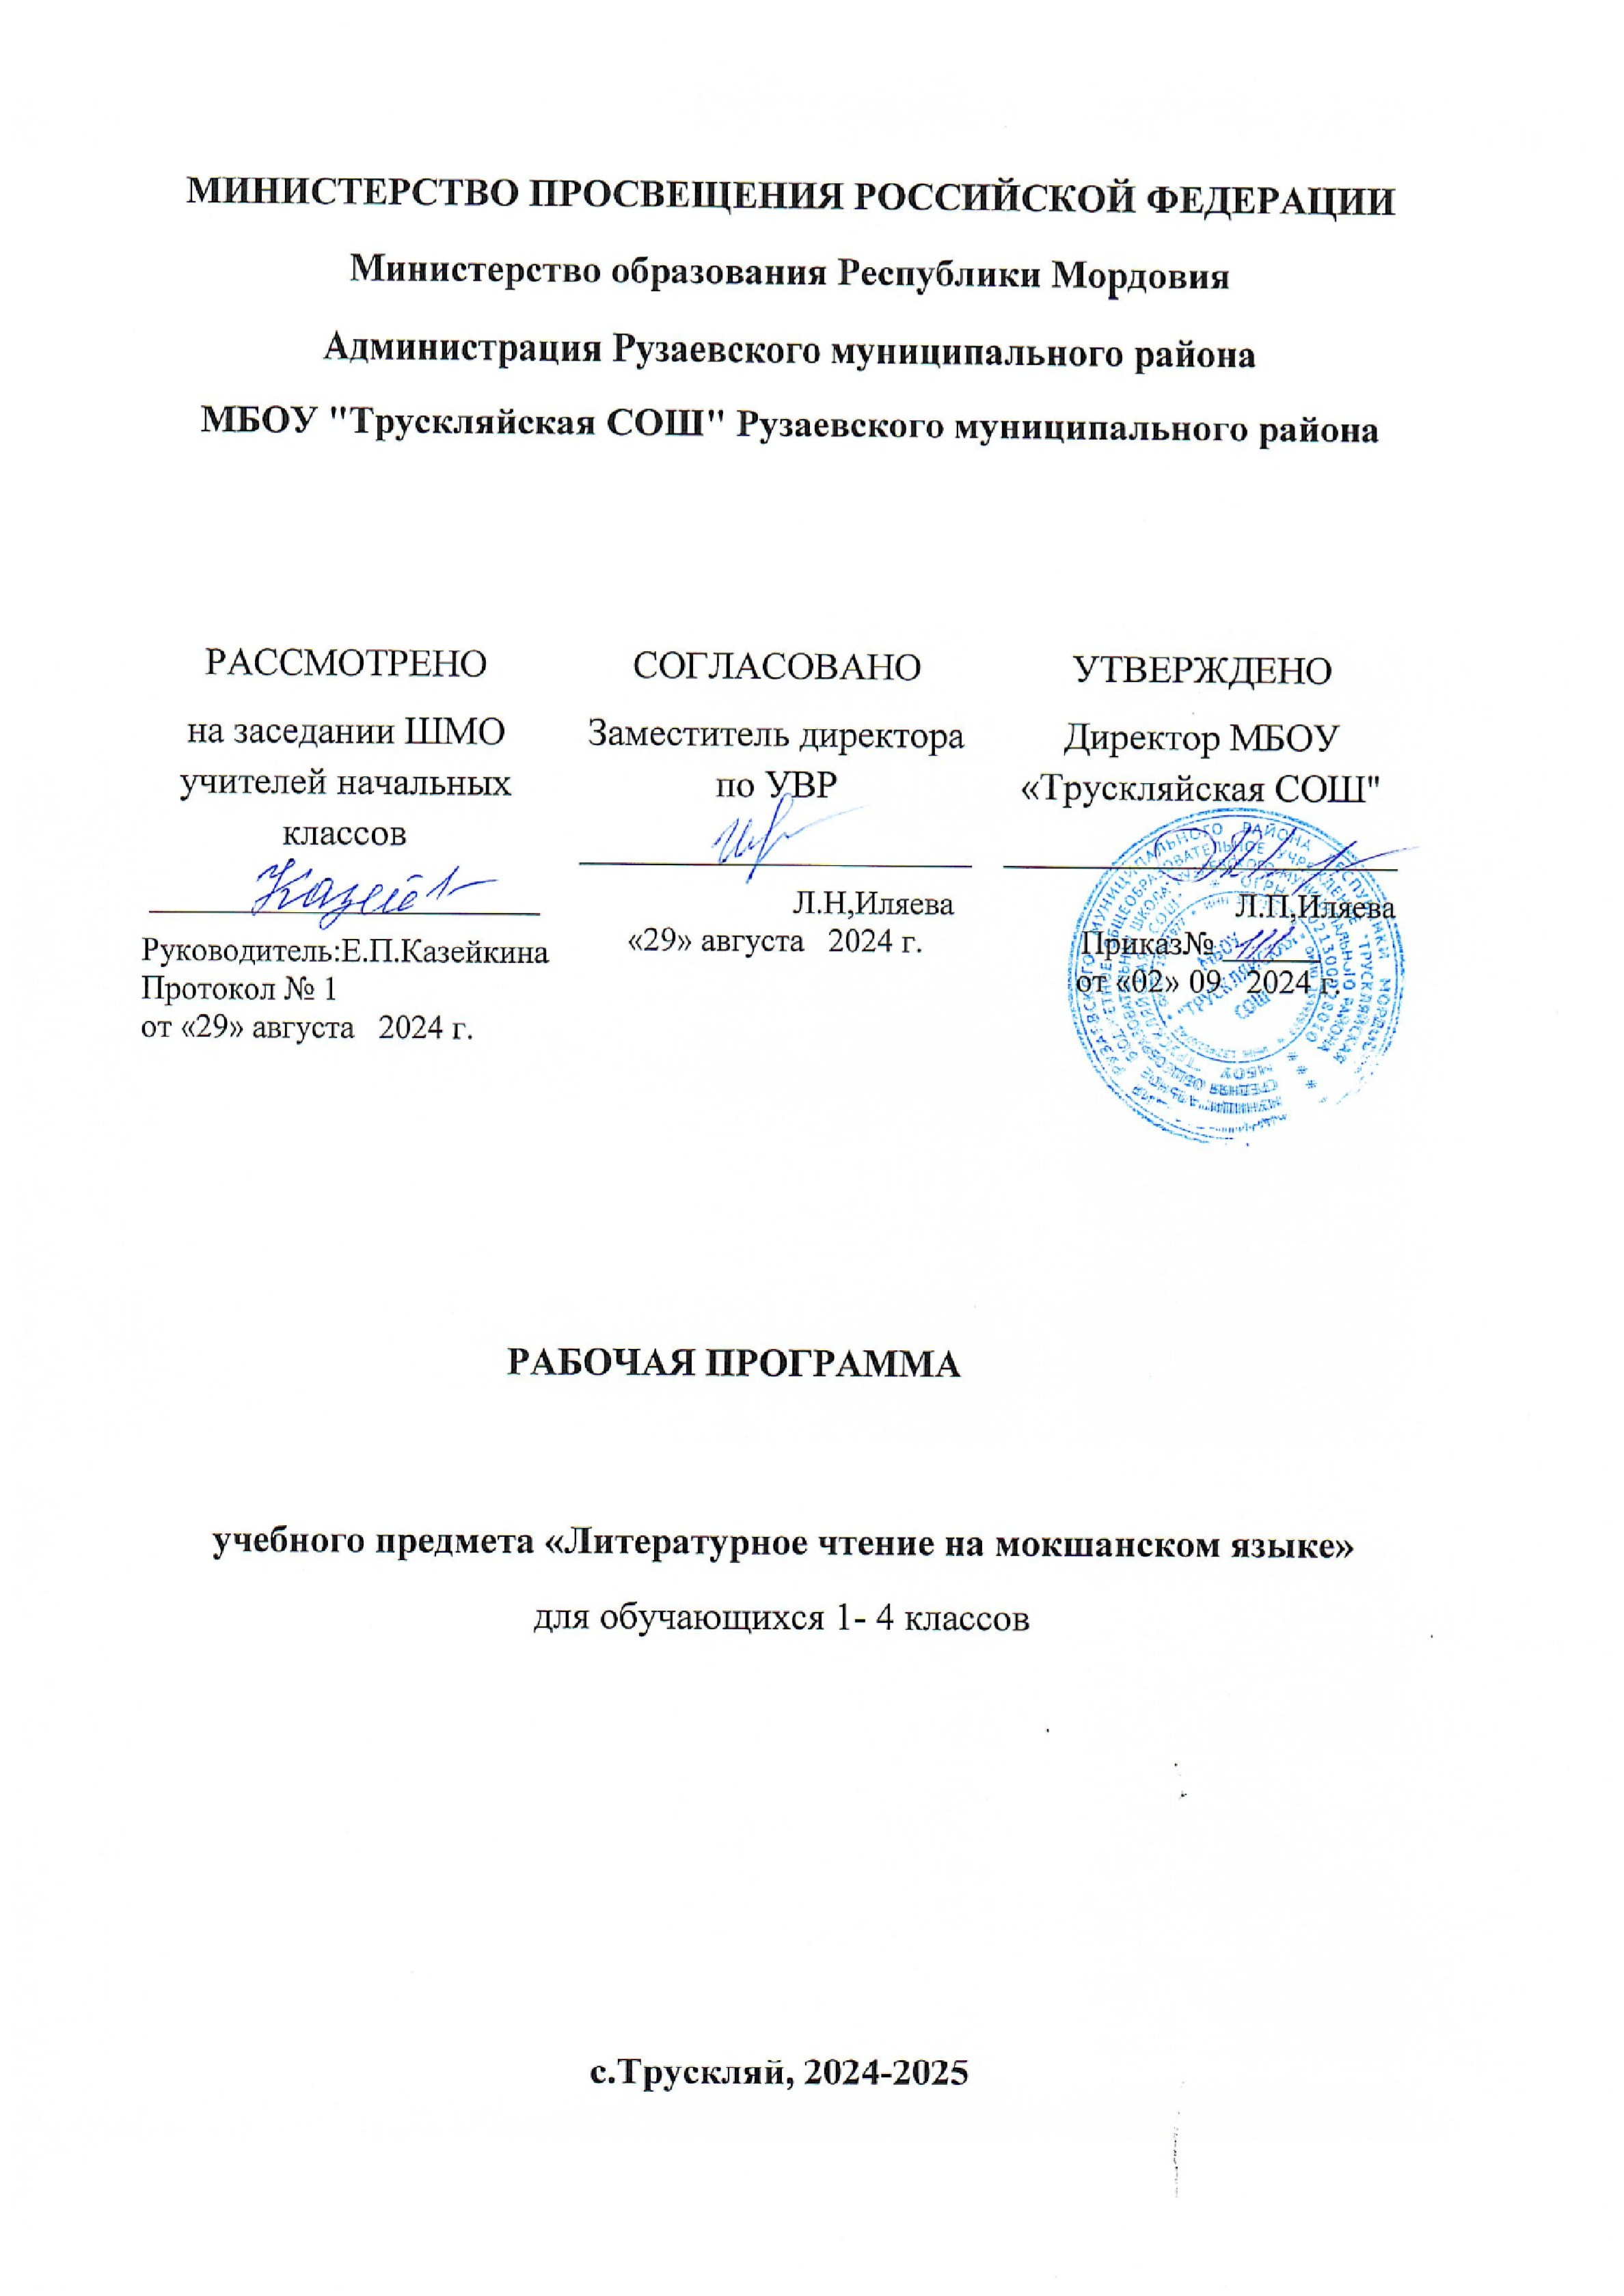 МИНИСТЕРСТВО ПРОСВЕЩЕНИЯ РОССИЙСКОЙ ФЕДЕРАЦИИ
Министерство образования Республики Мордовия
Администрация Рузаевского муниципального района
МБОУ "Трускляйская СОШ" Рузаевского муниципального района
РАССМОТРЕНО
на заседании ШМО
учителей начальных
классов
Руководитель:Е.П.Казейкина
Протокол № 1
от «29» августа 2024 г.
СОГЛАСОВАНО
Заместитель директора
по УВР
Л.Н,Иляева
«29» августа 2024 г.
УТВЕРЖДЕНО
Директор МБОУ
«Трускляйская СОШ"
Л.П,Иляева
Приказ№
от «02» 09 2024 г.
МБОУ
"ТРУСКЛЯЙСКАЯ
СОШ"
РАБОЧАЯ ПРОГРАММА
учебного предмета «Литературное чтение на мокшанском языке»
для обучающихся 1- 4 классов
с.Трускляй, 2024-2025